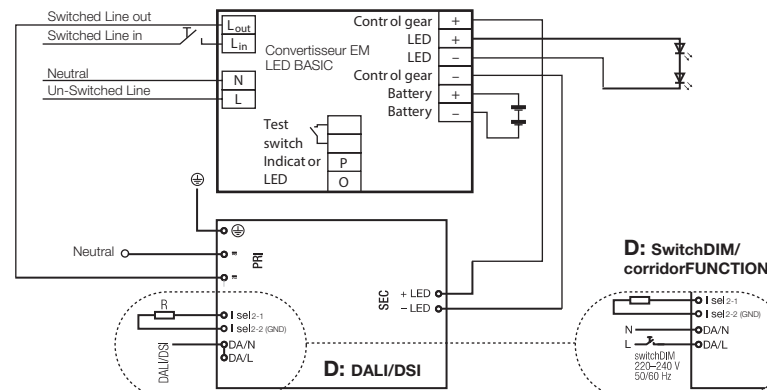 Switched Line out
Switched Line in
Neutral
Un-Switched Line
Lout
Lin
N
L
Convertisseur EM
LED BASIC
Control gear +
LED +
LED –
Control gear –
Battery +
Battery –
Test
switch
Indicator P
LED O
Neutral
PRI
SEC
+ LED
– LED
R
I sel2-1
I sel2-2 (GND)
DALI/DSI
DA/N
DA/L
D: DALI/DSI
D: SwitchDIM/
corridorFUNCTION
I sel2-1
I sel2-2 (GND)
N
DA/N
L
DA/L
switchDIM
220–240 V
50/60 Hz